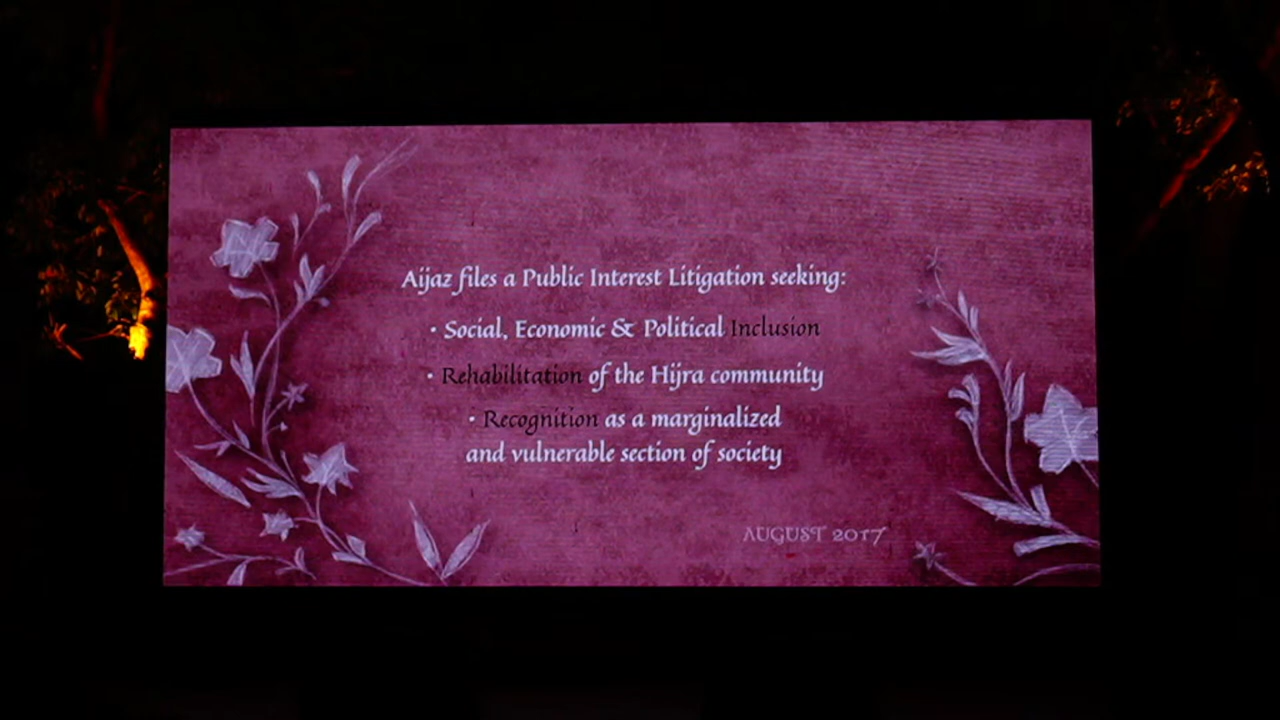 Aijaz files a Public Interest Litigation seeking:
• Social, Economic & Political Inclusion
• Rehabilitation of the Hijra community
• Recognition as a marginalized
and vulnerable section of society
AUGUST 2017